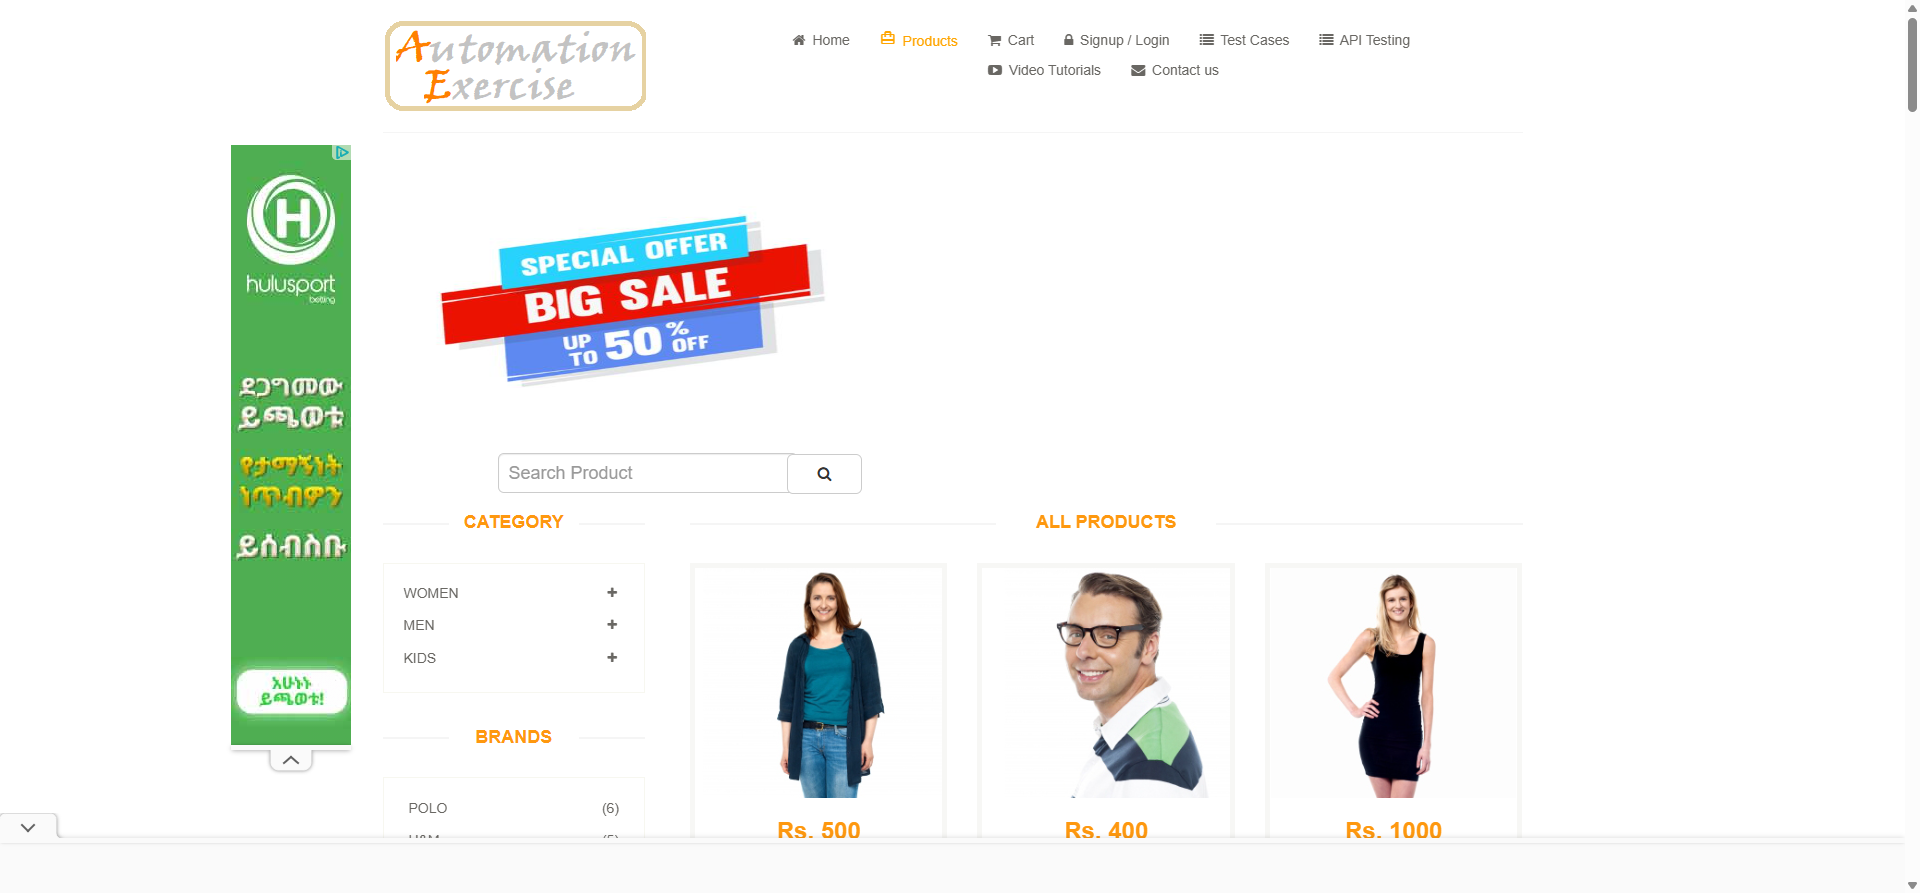 Automation
Exercise
Home
Products
Cart
Signup / Login
Test Cases
API Testing
Video Tutorials
Contact us
H
hulusport
betting
ደጋግመው
ይጫወቱ
የታማኝነት
ነጥብዎን
ይሰብስቡ
አሁኑኑ
ይጫወቱ!
SPECIAL OFFER
BIG SALE
UP TO 50% OFF
Search Product
CATEGORY
WOMEN
MEN
KIDS
BRANDS
POLO (6)
H&M (5)
ALL PRODUCTS
Rs. 500
Rs. 400
Rs. 1000